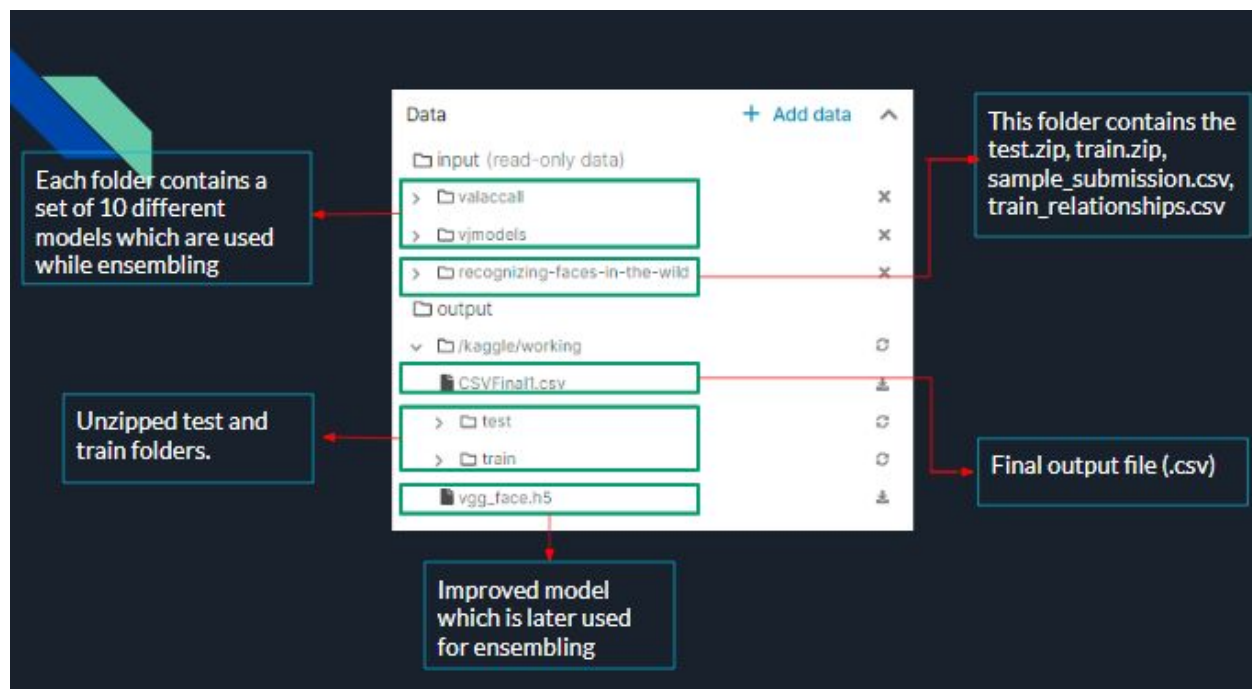 Data
+ Add data
input (read-only data)
valaccall
vjmodels
recognizing-faces-in-the-wild
output
/kaggle/working
CSVFinal1.csv
test
train
vgg_face.h5
Each folder contains a
set of 10 different
models which are used
while ensembling
This folder contains the
test.zip, train.zip,
sample_submission.csv,
train_relationships.csv
Unzipped test and
train folders.
Final output file (.csv)
Improved model
which is later used
for ensembling